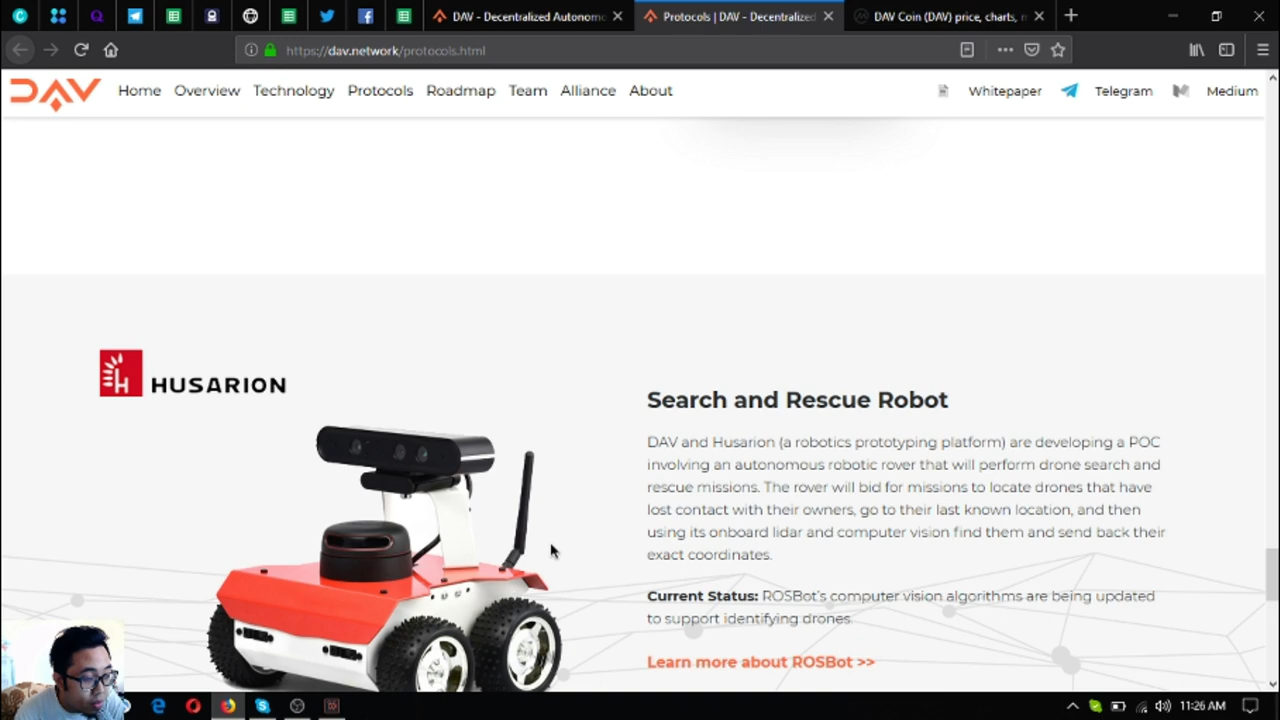 DAV - Decentralized Autonomo
Protocols | DAV - Decentralized
DAV Coin (DAV) price, charts,
https://dav.network/protocols.html
DAV
Home
Overview
Technology
Protocols
Roadmap
Team
Alliance
About
Whitepaper
Telegram
Medium
HUSARION
Search and Rescue Robot
DAV and Husarion (a robotics prototyping platform) are developing a POC
involving an autonomous robotic rover that will perform drone search and
rescue missions. The rover will bid for missions to locate drones that have
lost contact with their owners, go to their last known location, and then
using its onboard lidar and computer vision find them and send back their
exact coordinates.
Current Status: ROSBot's computer vision algorithms are being updated
to support identifying drones.
Learn more about ROSBot >>
11:26 AM